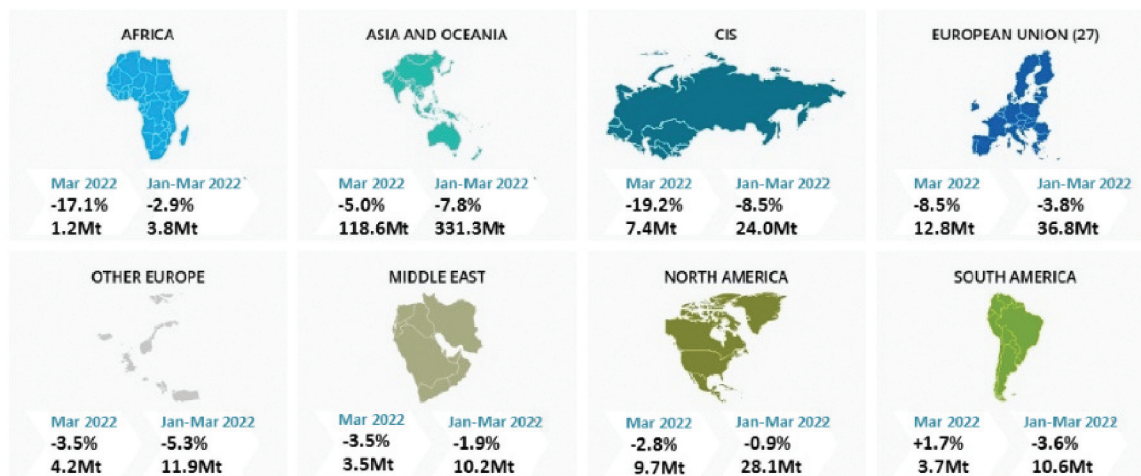 AFRICA
Mar 2022 Jan-Mar 2022
-17.1% -2.9%
1.2Mt 3.8Mt
ASIA AND OCEANIA
Mar 2022 Jan-Mar 2022
-5.0% -7.8%
118.6Mt 331.3Mt
CIS
Mar 2022 Jan-Mar 2022
-19.2% -8.5%
7.4Mt 24.0Mt
EUROPEAN UNION (27)
Mar 2022 Jan-Mar 2022
-8.5% -3.8%
12.8Mt 36.8Mt
OTHER EUROPE
Mar 2022 Jan-Mar 2022
-3.5% -5.3%
4.2Mt 11.9Mt
MIDDLE EAST
Mar 2022 Jan-Mar 2022
-3.5% -1.9%
3.5Mt 10.2Mt
NORTH AMERICA
Mar 2022 Jan-Mar 2022
-2.8% -0.9%
9.7Mt 28.1Mt
SOUTH AMERICA
Mar 2022 Jan-Mar 2022
+1.7% -3.6%
3.7Mt 10.6Mt